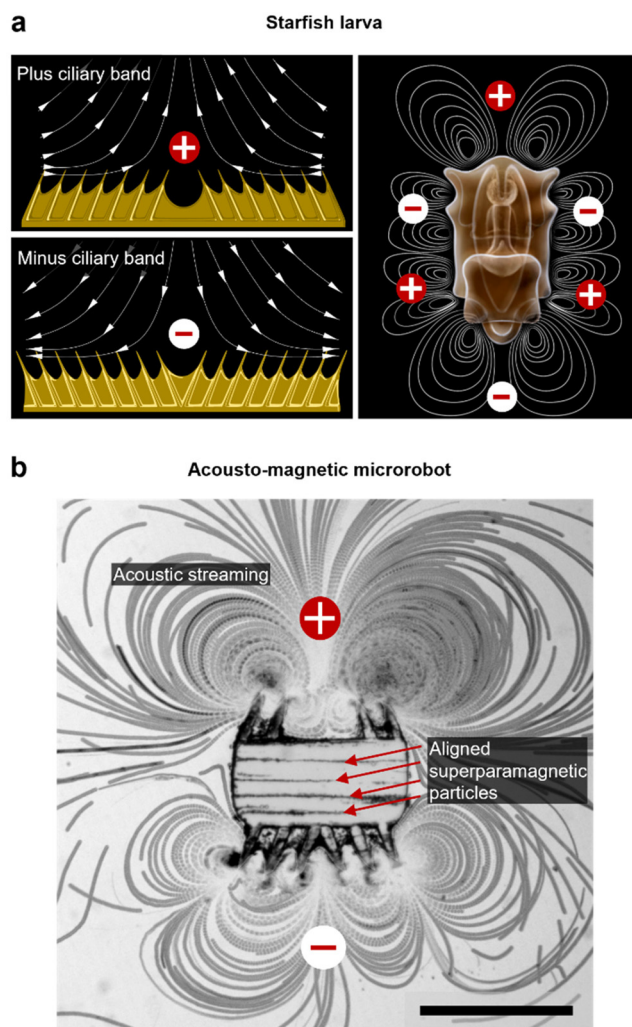 a
Starfish larva
Plus ciliary band
+
Minus ciliary band
−
+
−
−
+
+
−
b
Acousto-magnetic microrobot
Acoustic streaming
+
Aligned
superparamagnetic
particles
−